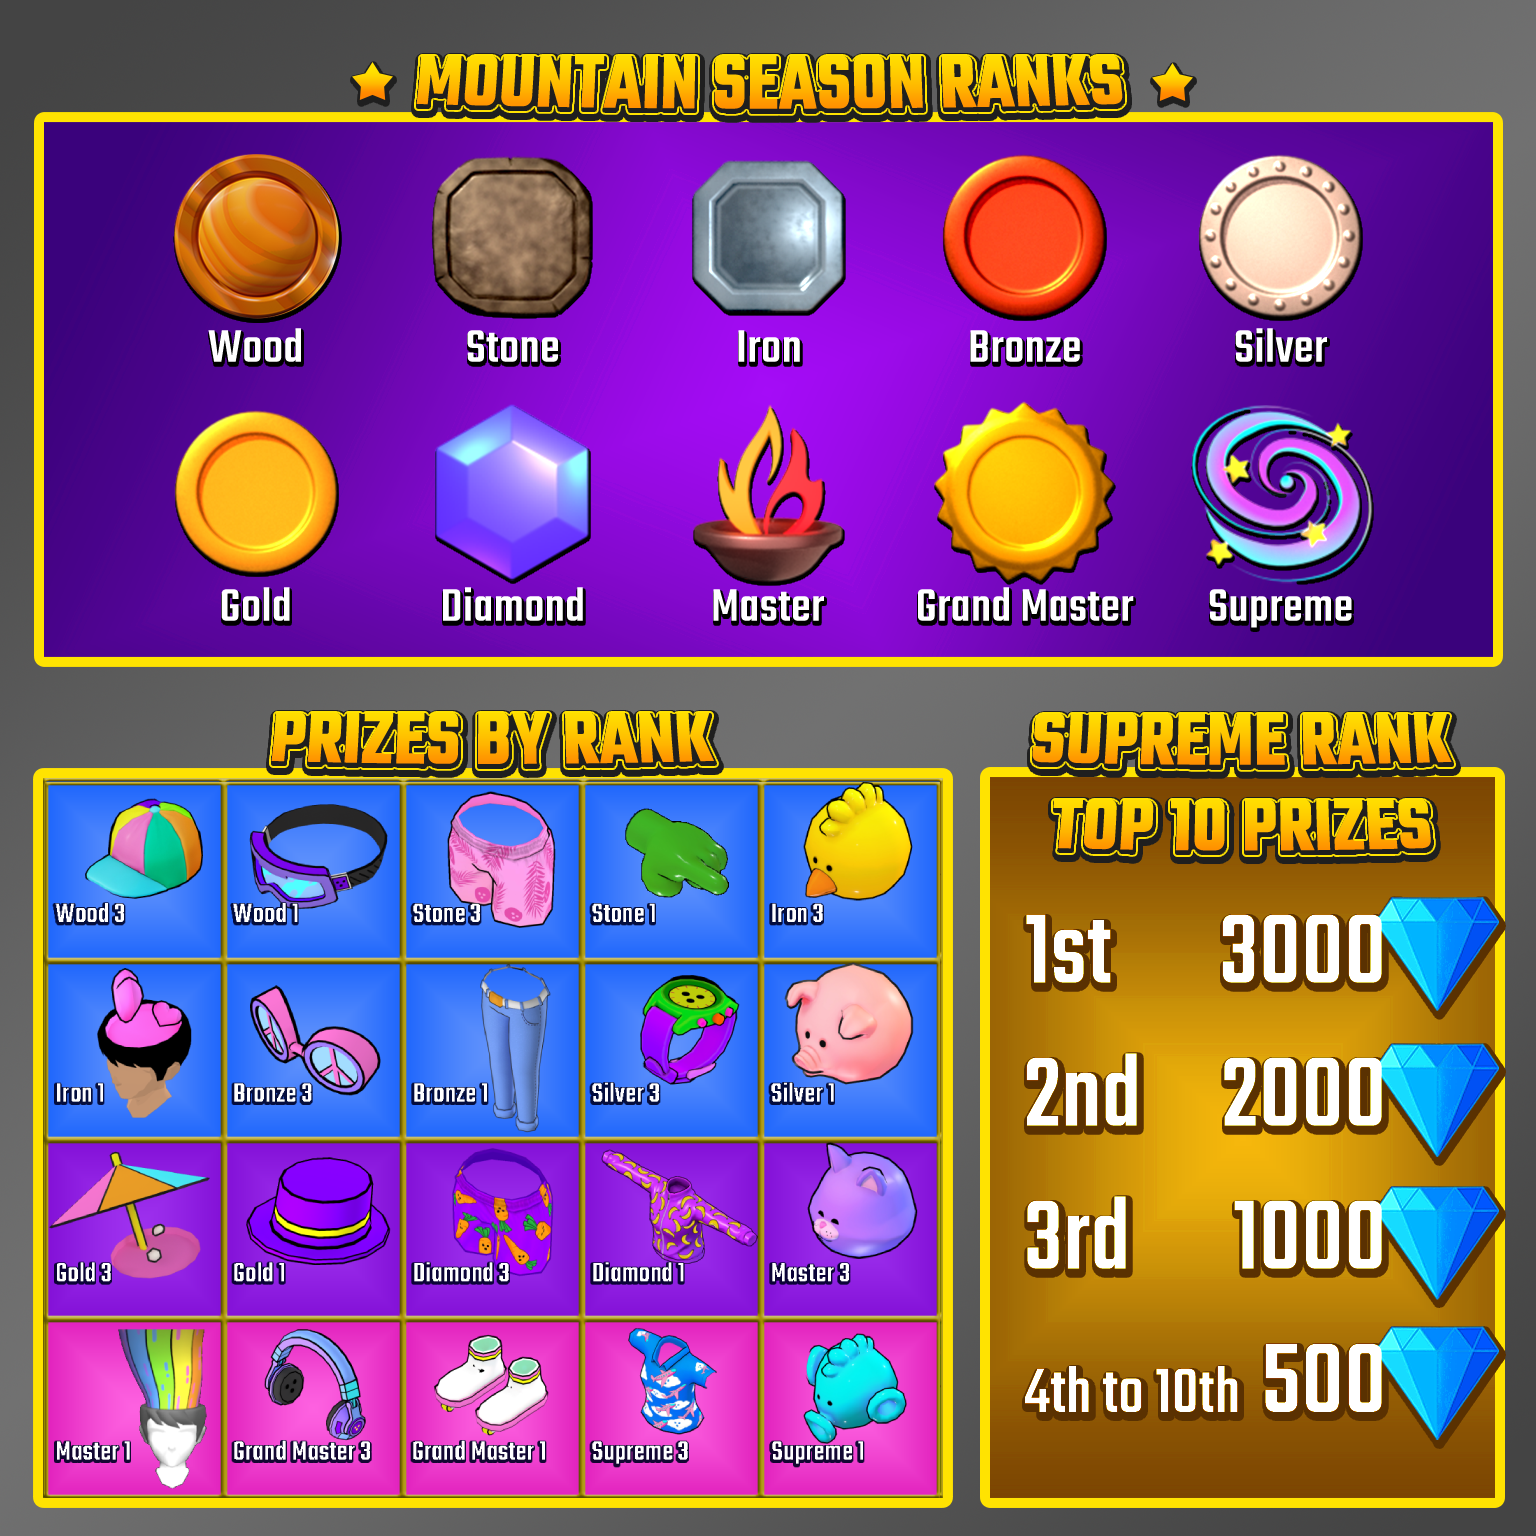 MOUNTAIN SEASON RANKS
Wood
Stone
Iron
Bronze
Silver
Gold
Diamond
Master
Grand Master
Supreme
PRIZES BY RANK
Wood 3
Wood 1
Stone 3
Stone 1
Iron 3
Iron 1
Bronze 3
Bronze 1
Silver 3
Silver 1
Gold 3
Gold 1
Diamond 3
Diamond 1
Master 3
Master 1
Grand Master 3
Grand Master 1
Supreme 3
Supreme 1
SUPREME RANK
TOP 10 PRIZES
1st 3000
2nd 2000
3rd 1000
4th to 10th 500